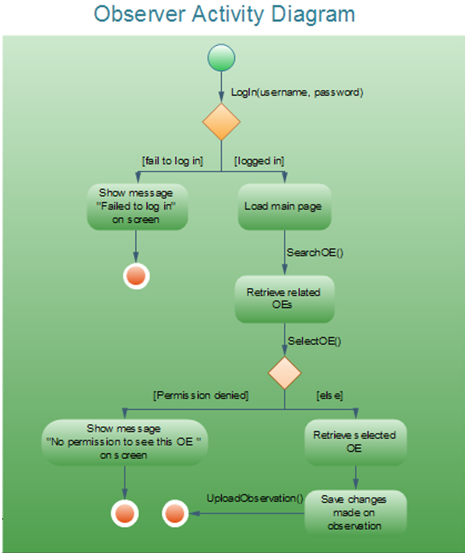 Observer Activity Diagram
LogIn(username, password)
[fail to log in]
[logged in]
Show message
"Failed to log in"
on screen
Load main page
SearchOE()
Retrieve related
OEs
SelectOE()
[Permission denied]
[else]
Show message
"No permission to see this OE "
on screen
Retrieve selected
OE
UploadObservation()
Save changes
made on
observation